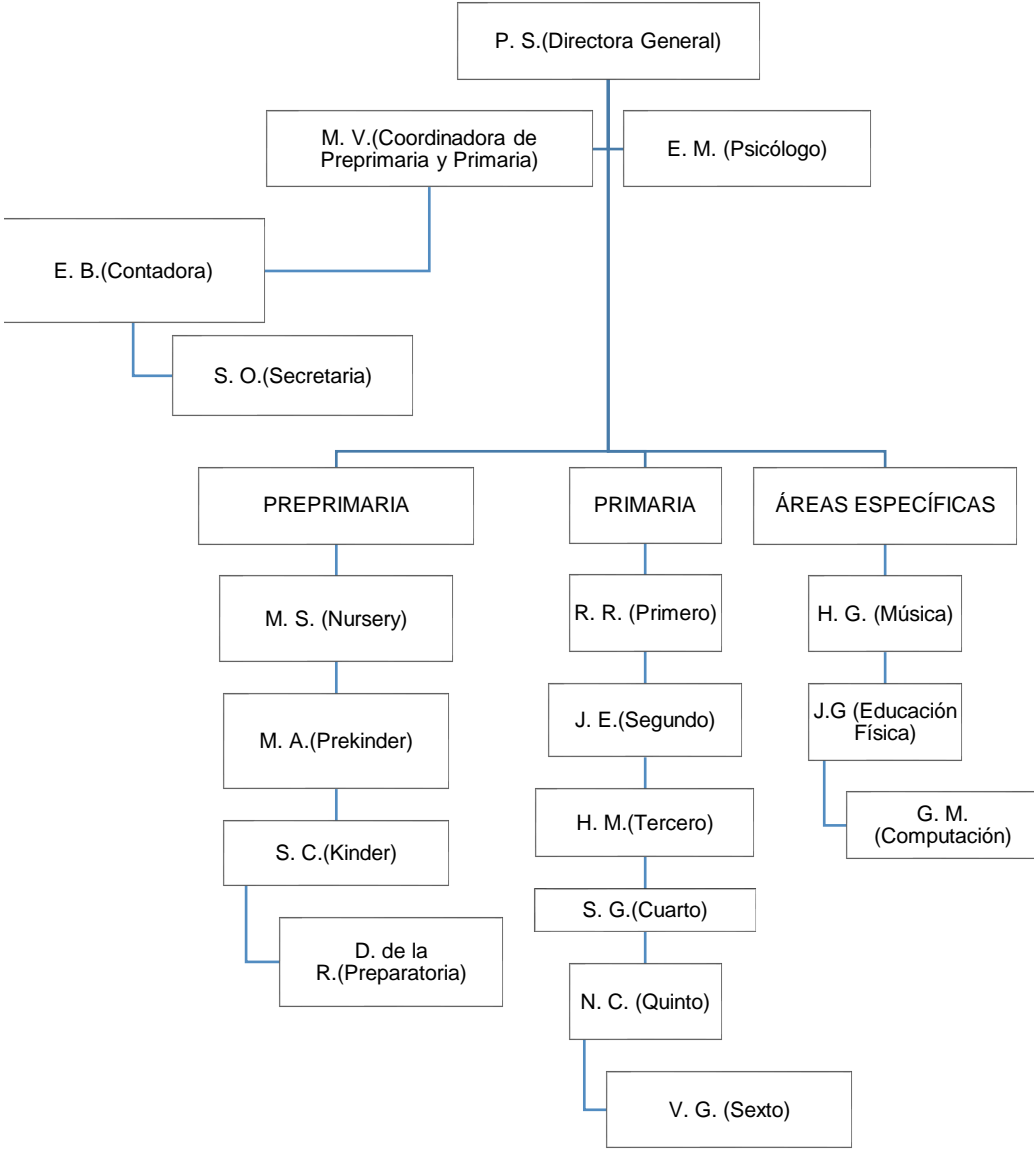 P. S.(Directora General)
M. V.(Coordinadora de
Preprimaria y Primaria)
E. M. (Psicólogo)
E. B.(Contadora)
S. O.(Secretaria)
PREPRIMARIA
PRIMARIA
ÁREAS ESPECÍFICAS
M. S. (Nursery)
R. R. (Primero)
H. G. (Música)
M. A.(Prekinder)
J. E.(Segundo)
J.G (Educación
Física)
S. C.(Kinder)
H. M.(Tercero)
G. M.
(Computación)
D. de la
R.(Preparatoria)
S. G.(Cuarto)
N. C. (Quinto)
V. G. (Sexto)